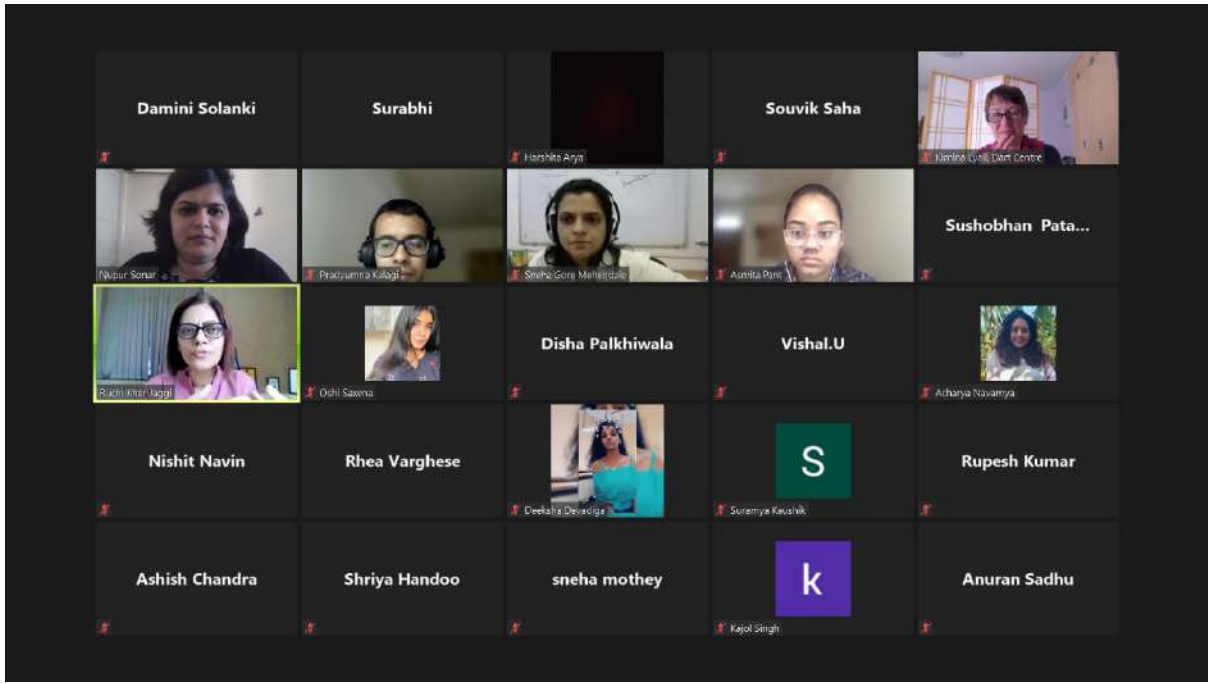 Damini Solanki
Surabhi
Harshita Arya
Souvik Saha
Kimina Lyall, Dart Centre
Nupur Sonar
Pradyumna Kalagi
Sneha Gore Mehendale
Asmita Pant
Sushobhan Pata...
Ruchi Kher Jaggi
Oshi Saxena
Disha Palkhiwala
Vishal.U
Acharya Navamya
Nishit Navin
Rhea Varghese
Deeksha Devadiga
S
Suramya Kaushik
Rupesh Kumar
Ashish Chandra
Shriya Handoo
sneha mothey
k
Kajol Singh
Anuran Sadhu